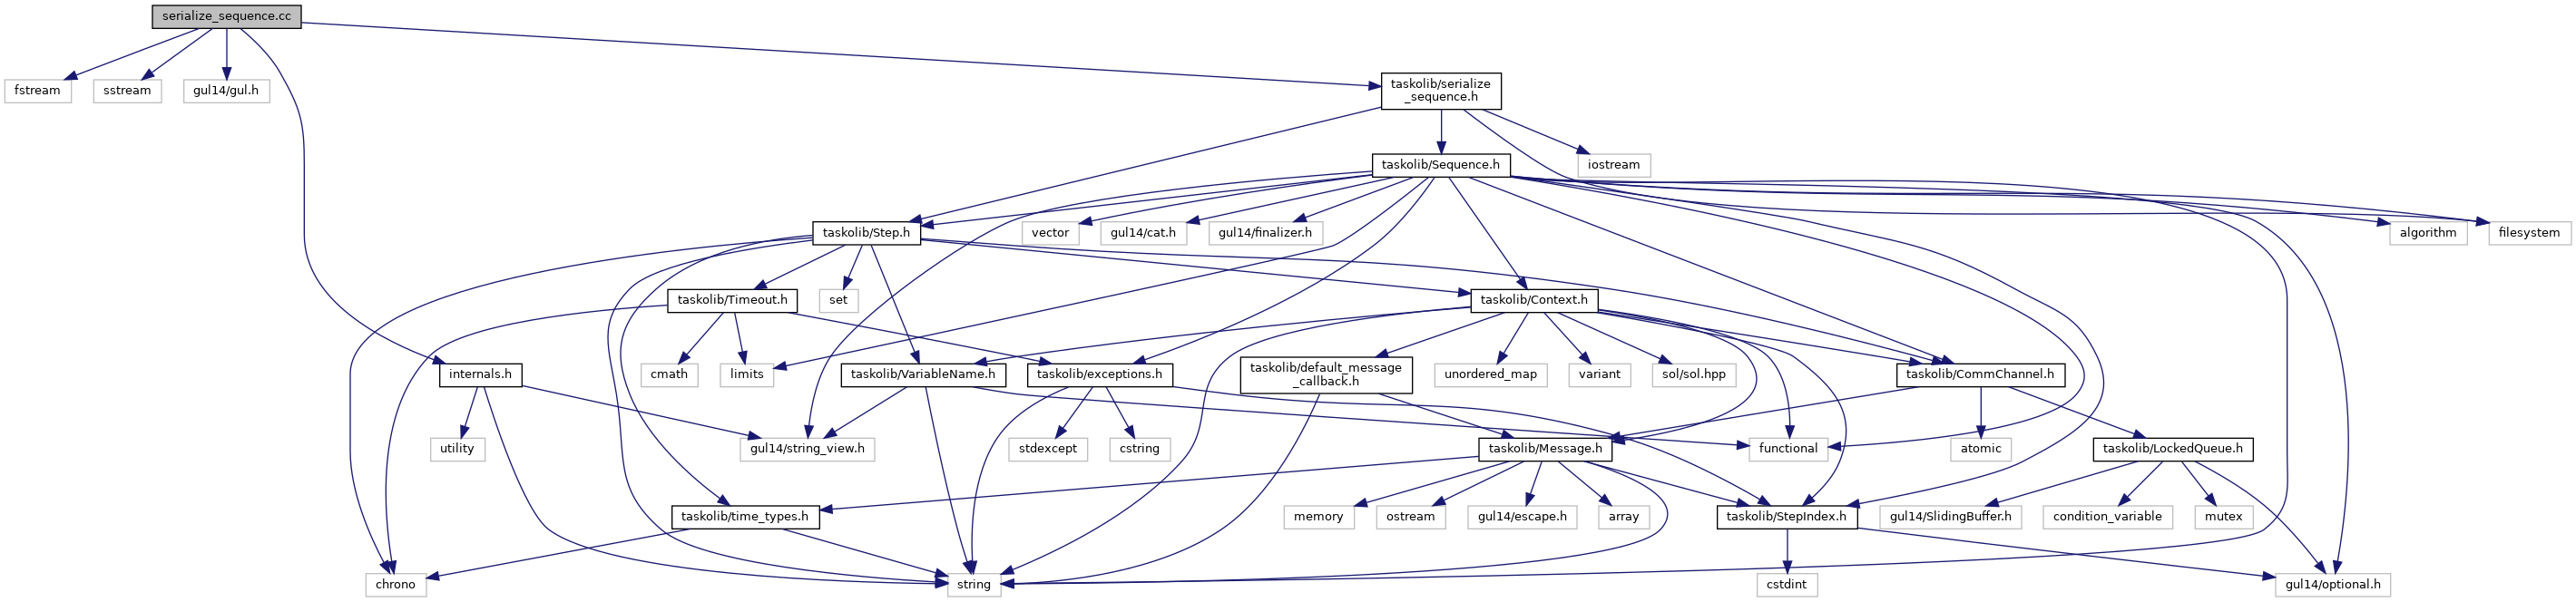 serialize_sequence.cc
fstream
sstream
gul14/gul.h
taskolib/serialize
_sequence.h
taskolib/Sequence.h
iostream
taskolib/Step.h
vector
gul14/cat.h
gul14/finalizer.h
algorithm
filesystem
taskolib/Timeout.h
set
taskolib/Context.h
internals.h
cmath
limits
taskolib/VariableName.h
taskolib/exceptions.h
taskolib/default_message
_callback.h
unordered_map
variant
sol/sol.hpp
taskolib/CommChannel.h
utility
gul14/string_view.h
stdexcept
cstring
taskolib/Message.h
functional
atomic
taskolib/LockedQueue.h
taskolib/time_types.h
memory
ostream
gul14/escape.h
array
taskolib/StepIndex.h
gul14/SlidingBuffer.h
condition_variable
mutex
chrono
string
cstdint
gul14/optional.h